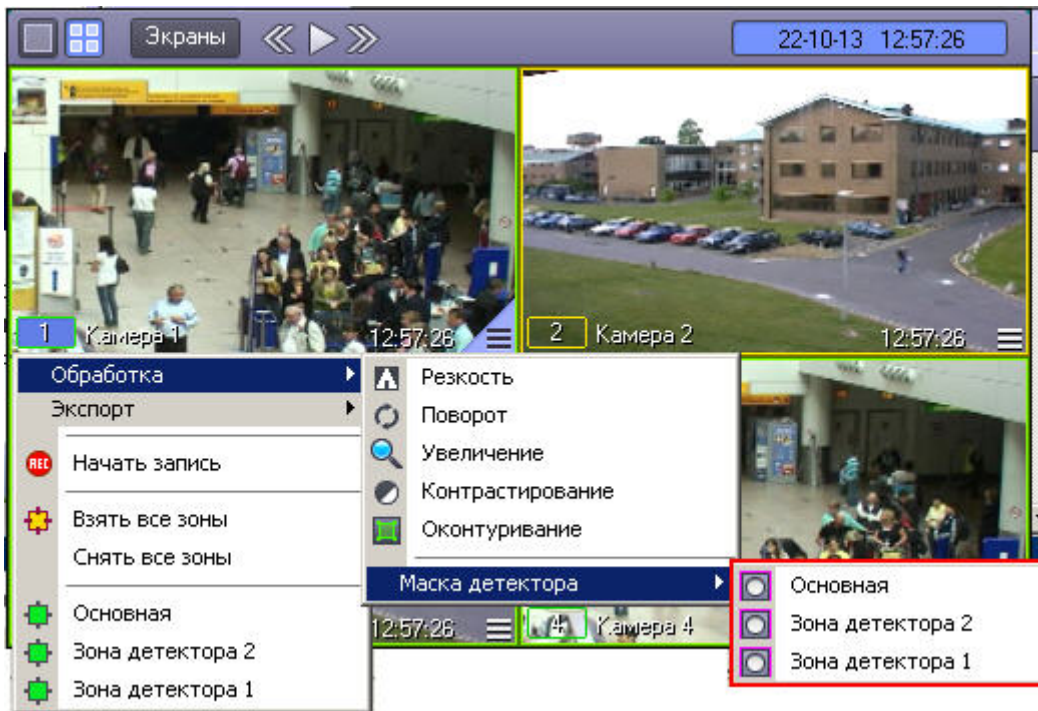 Экраны
22-10-13 12:57:26
1 Камера 1 12:57:26
2 Камера 2 12:57:26
Обработка
Экспорт
REC Начать запись
Взять все зоны
Снять все зоны
Основная
Зона детектора 2
Зона детектора 1
Резкость
Поворот
Увеличение
Контрастирование
Оконтуривание
Маска детектора
12:57:26
4 Камера 4
Основная
Зона детектора 2
Зона детектора 1